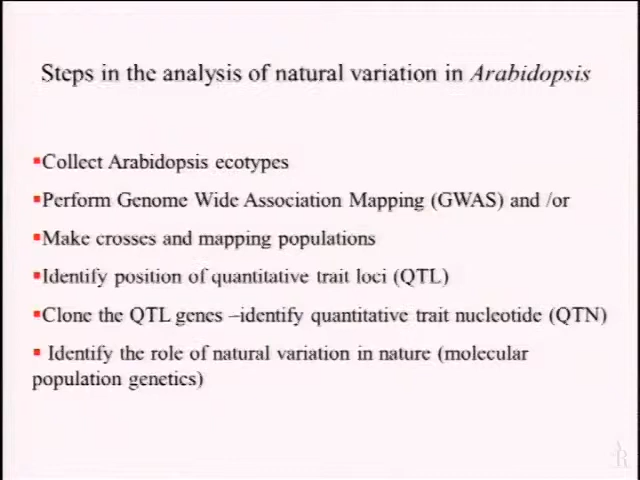 Steps in the analysis of natural variation in Arabidopsis
▪Collect Arabidopsis ecotypes
▪Perform Genome Wide Association Mapping (GWAS) and /or
▪Make crosses and mapping populations
▪Identify position of quantitative trait loci (QTL)
▪Clone the QTL genes –identify quantitative trait nucleotide (QTN)
▪ Identify the role of natural variation in nature (molecular
population genetics)